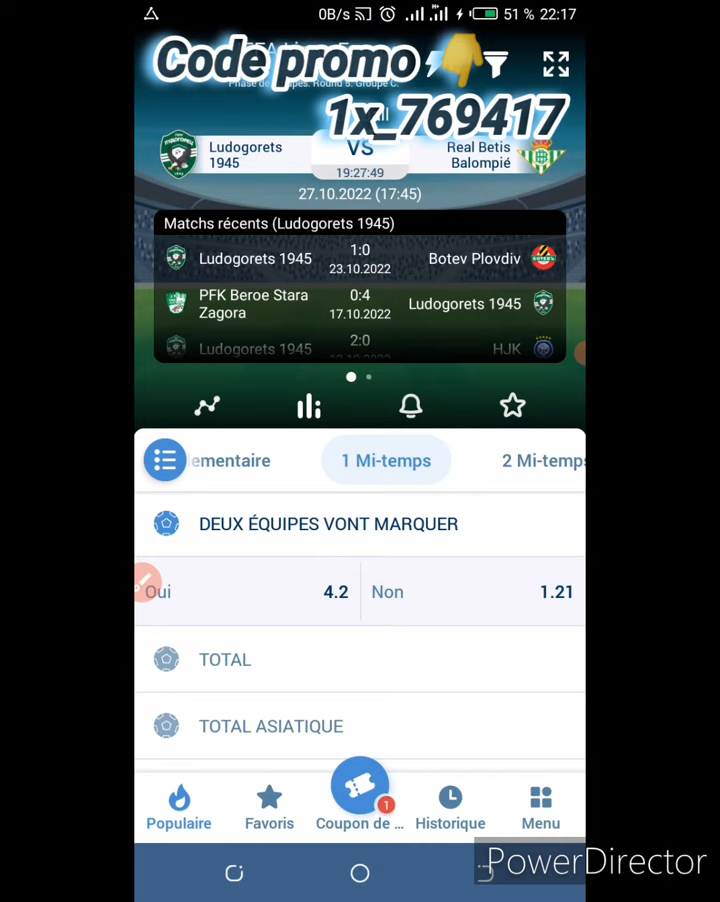 0B/s
51 % 22:17
Code promo
1x_769417
Phase de groupes. Round 5. Groupe C.
Ludogorets
1945
VS
Real Betis
Balompié
19:27:49
27.10.2022 (17:45)
Matchs récents (Ludogorets 1945)
Ludogorets 1945 1:0 Botev Plovdiv
23.10.2022
PFK Beroe Stara
Zagora 0:4 Ludogorets 1945
17.10.2022
Ludogorets 1945 2:0 HJK
ementaire 1 Mi-temps 2 Mi-temps
DEUX ÉQUIPES VONT MARQUER
Oui 4.2 Non 1.21
TOTAL
TOTAL ASIATIQUE
1
Populaire Favoris Coupon de ... Historique Menu
PowerDirector